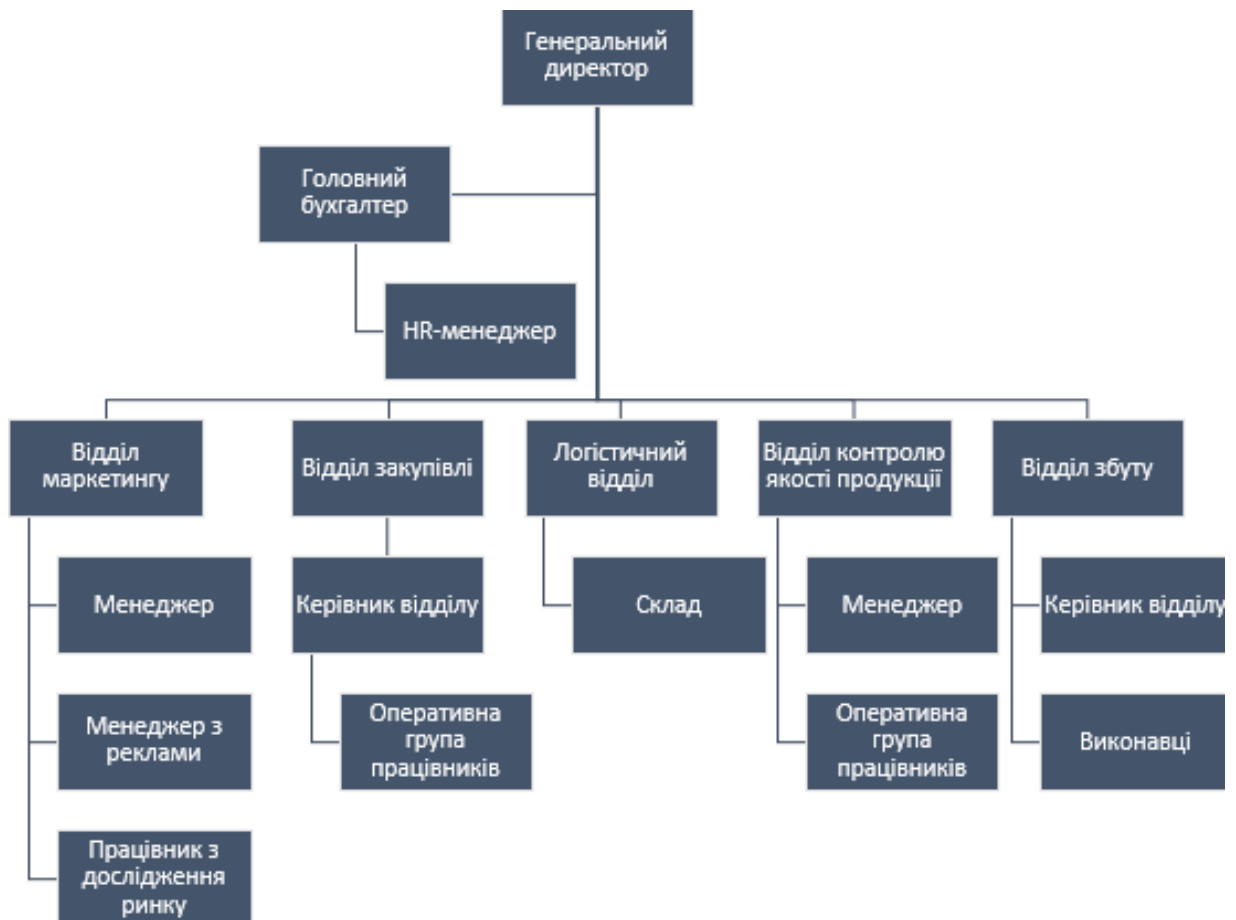 Генеральний
директор
Головний
бухгалтер
HR-менеджер
Відділ
маркетингу
Відділ закупівлі
Логістичний
відділ
Відділ контролю
якості продукції
Відділ збуту
Менеджер
Керівник відділу
Склад
Менеджер
Керівник відділу
Менеджер з
реклами
Оперативна
група
працівників
Оперативна
група
працівників
Виконавці
Працівник з
дослідження
ринку